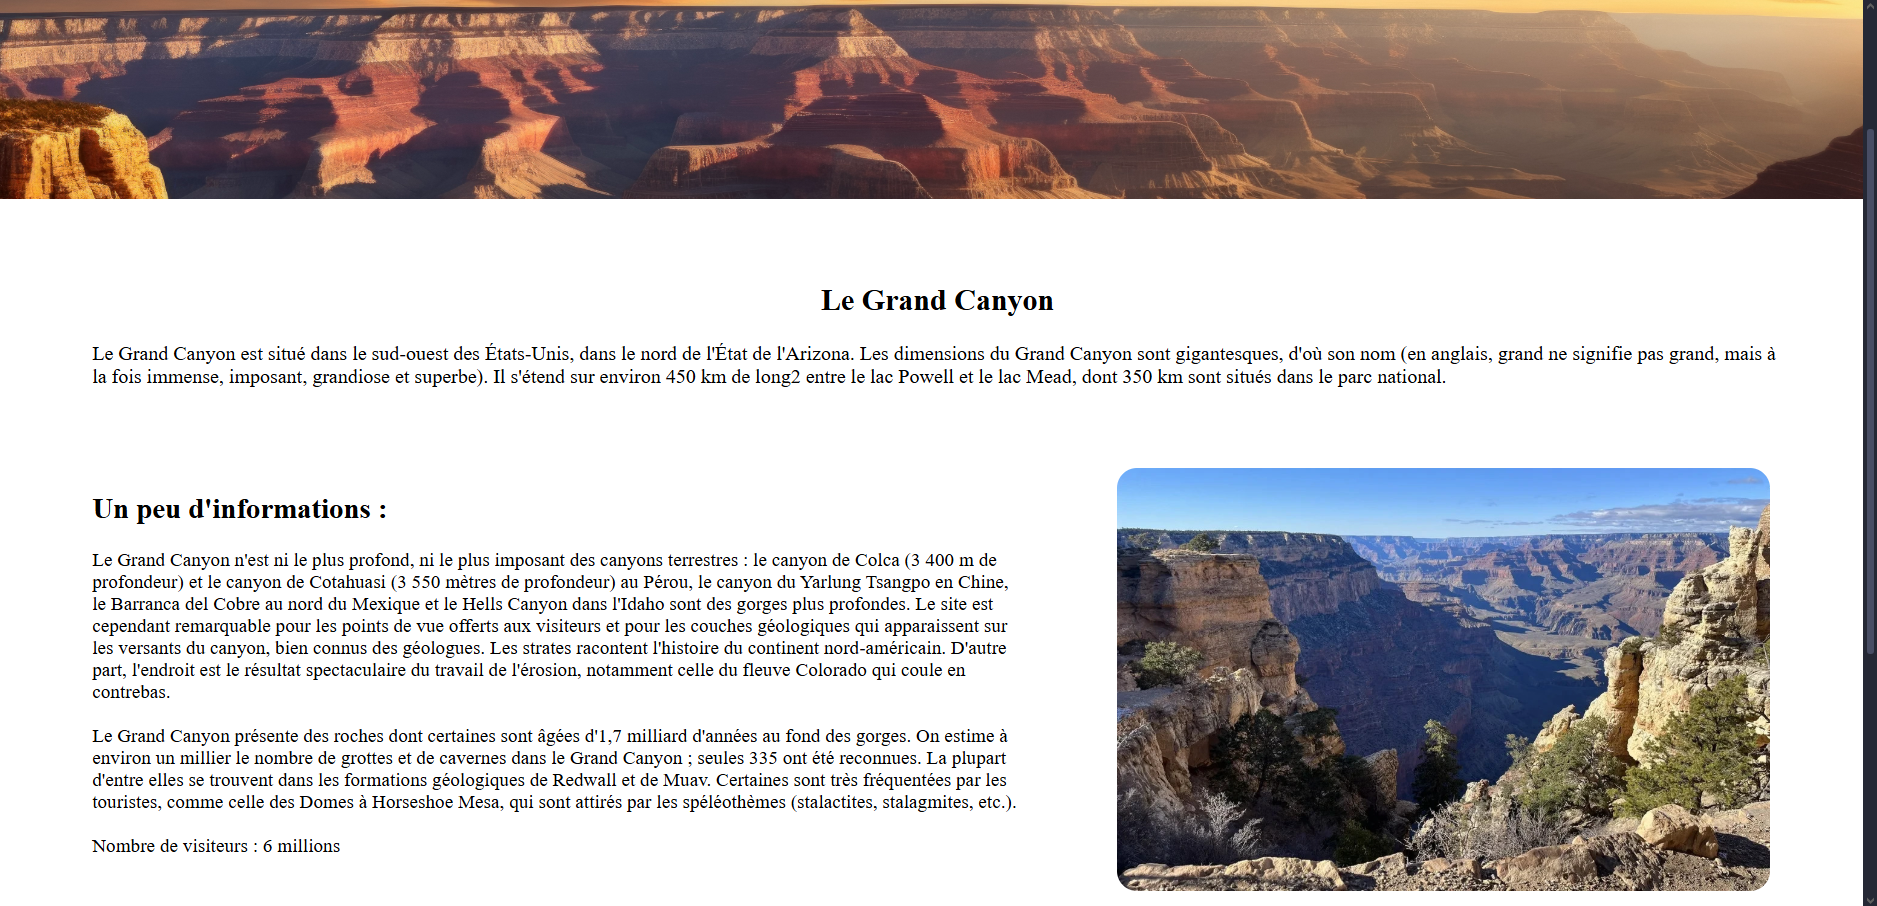 Le Grand Canyon
Le Grand Canyon est situé dans le sud-ouest des États-Unis, dans le nord de l'État de l'Arizona. Les dimensions du Grand Canyon sont gigantesques, d'où son nom (en anglais, grand ne signifie pas grand, mais à
la fois immense, imposant, grandiose et superbe). Il s'étend sur environ 450 km de long2 entre le lac Powell et le lac Mead, dont 350 km sont situés dans le parc national.
Un peu d'informations :
Le Grand Canyon n'est ni le plus profond, ni le plus imposant des canyons terrestres : le canyon de Colca (3 400 m de
profondeur) et le canyon de Cotahuasi (3 550 mètres de profondeur) au Pérou, le canyon du Yarlung Tsangpo en Chine,
le Barranca del Cobre au nord du Mexique et le Hells Canyon dans l'Idaho sont des gorges plus profondes. Le site est
cependant remarquable pour les points de vue offerts aux visiteurs et pour les couches géologiques qui apparaissent sur
les versants du canyon, bien connus des géologues. Les strates racontent l'histoire du continent nord-américain. D'autre
part, l'endroit est le résultat spectaculaire du travail de l'érosion, notamment celle du fleuve Colorado qui coule en
contrebas.
Le Grand Canyon présente des roches dont certaines sont âgées d'1,7 milliard d'années au fond des gorges. On estime à
environ un millier le nombre de grottes et de cavernes dans le Grand Canyon ; seules 335 ont été reconnues. La plupart
d'entre elles se trouvent dans les formations géologiques de Redwall et de Muav. Certaines sont très fréquentées par les
touristes, comme celle des Domes à Horseshoe Mesa, qui sont attirés par les spéléothèmes (stalactites, stalagmites, etc.).
Nombre de visiteurs : 6 millions